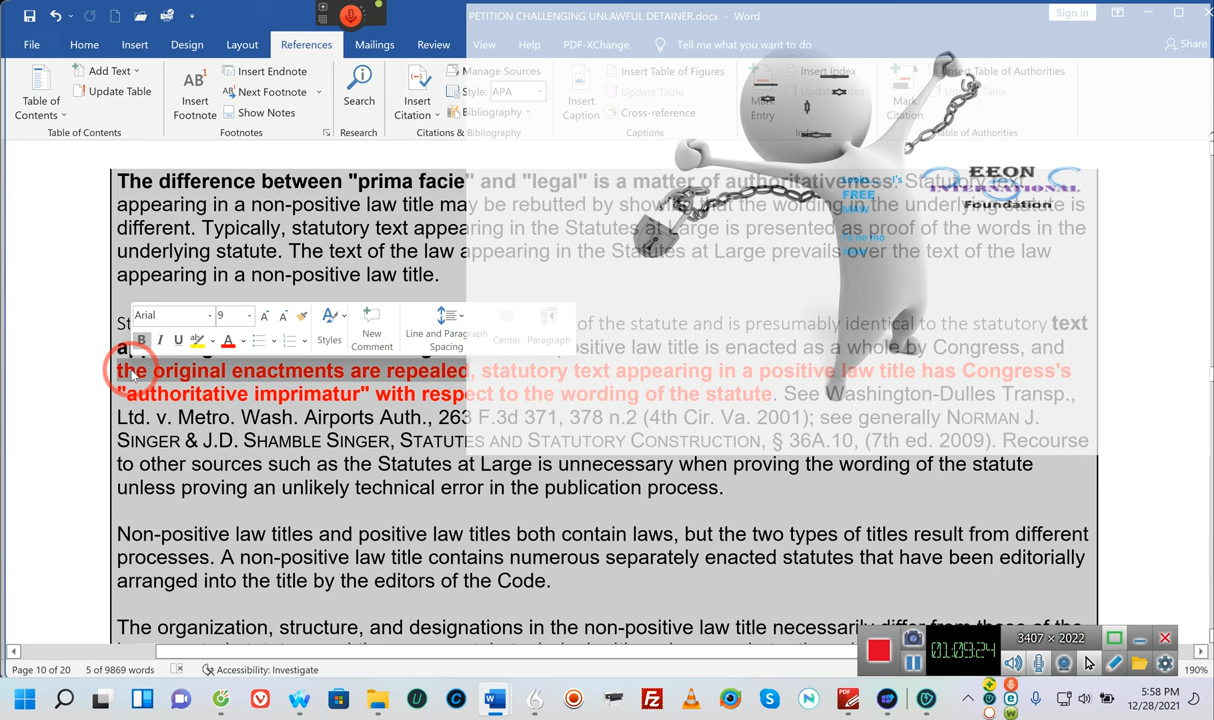 PETITION CHALLENGING UNLAWFUL DETAINER.docx - Word
Sign in
File Home Insert Design Layout References Mailings Review View Help PDF-XChange Tell me what you want to do Share
Table of Contents
Add Text
Update Table
Table of Contents
AB1
Insert Footnote
Insert Endnote
Next Footnote
Show Notes
Footnotes
Search
Research
Insert Citation
Manage Sources
Style: APA
Bibliography
Citations & Bibliography
Insert Caption
Insert Table of Figures
Update Table
Cross-reference
Captions
Mark Entry
Insert Index
Mark Citation
Insert Table of Authorities
Table of Authorities
EEON
INTERNATIONAL
Foundation
FREE
The difference between "prima facie" and "legal" is a matter of authoritativeness. Statutory text
appearing in a non-positive law title may be rebutted by showing that the wording in the underlying statute is
different. Typically, statutory text appearing in the Statutes at Large is presented as proof of the words in the
underlying statute. The text of the law appearing in the Statutes at Large prevails over the text of the law
appearing in a non-positive law title.
Arial 9
B I U A
Styles
New Comment
Line and Paragraph Spacing
Center
Paragraph
of the statute and is presumably identical to the statutory text
positive law title is enacted as a whole by Congress, and
the original enactments are repealed, statutory text appearing in a positive law title has Congress's
"authoritative imprimatur" with respect to the wording of the statute. See Washington-Dulles Transp.,
Ltd. v. Metro. Wash. Airports Auth., 263 F.3d 371, 378 n.2 (4th Cir. Va. 2001); see generally NORMAN J.
SINGER & J.D. SHAMBLE SINGER, STATUTES AND STATUTORY CONSTRUCTION, § 36A.10, (7th ed. 2009). Recourse
to other sources such as the Statutes at Large is unnecessary when proving the wording of the statute
unless proving an unlikely technical error in the publication process.
Non-positive law titles and positive law titles both contain laws, but the two types of titles result from different
processes. A non-positive law title contains numerous separately enacted statutes that have been editorially
arranged into the title by the editors of the Code.
The organization, structure, and designations in the non-positive law title necessarily differ from those of the
3407 × 2022
01:09:24
Page 10 of 20 5 of 9869 words Accessibility: Investigate 190%
5:58 PM
12/28/2021